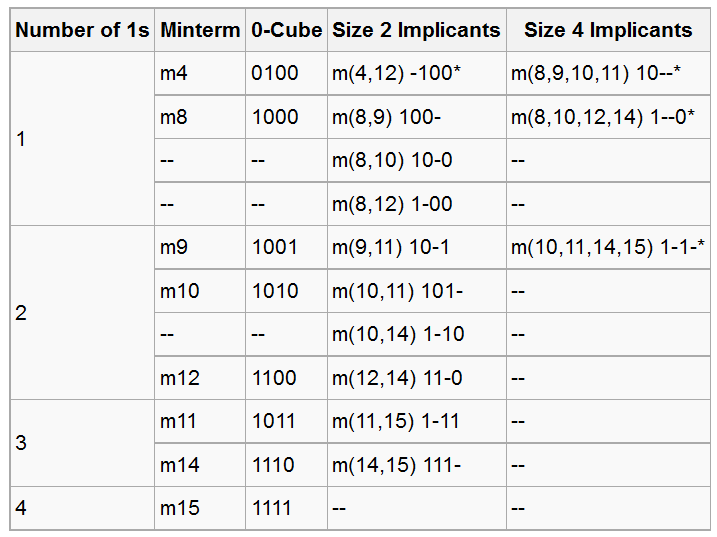 Number of 1s Minterm 0-Cube Size 2 Implicants Size 4 Implicants
1 m4 0100 m(4,12) -100* m(8,9,10,11) 10--*
m8 1000 m(8,9) 100- m(8,10,12,14) 1--0*
-- -- m(8,10) 10-0 --
-- -- m(8,12) 1-00 --
2 m9 1001 m(9,11) 10-1 m(10,11,14,15) 1-1-*
m10 1010 m(10,11) 101- --
-- -- m(10,14) 1-10 --
m12 1100 m(12,14) 11-0 --
3 m11 1011 m(11,15) 1-11 --
m14 1110 m(14,15) 111- --
4 m15 1111 -- --